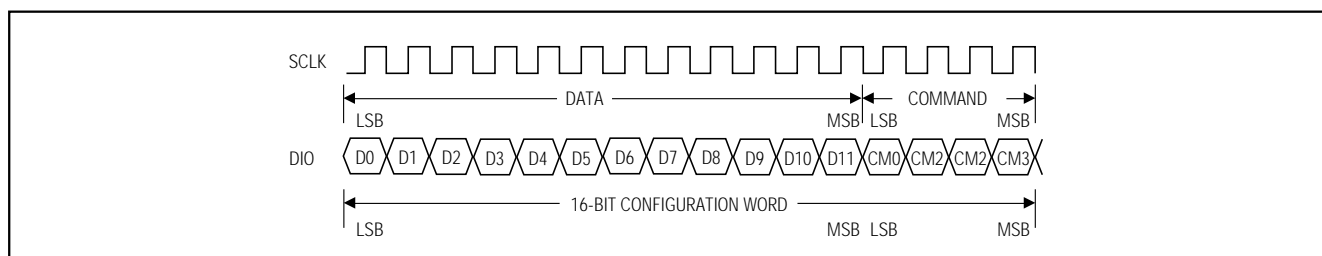 SCLK
DATA COMMAND
LSB MSB LSB MSB
DIO D0 D1 D2 D3 D4 D5 D6 D7 D8 D9 D10 D11 CM0 CM2 CM2 CM3
16-BIT CONFIGURATION WORD
LSB MSB LSB MSB